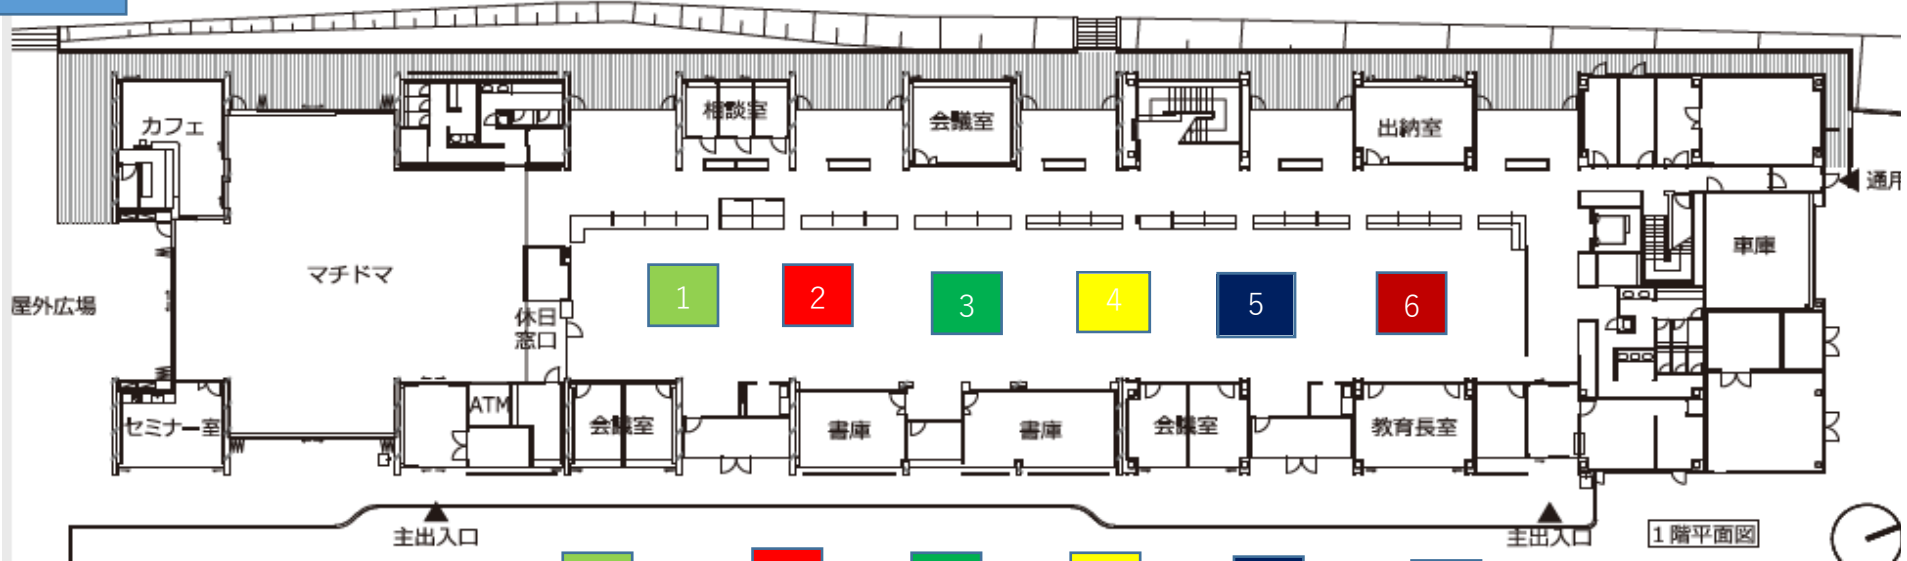 相談室
会議室
出納室
カフェ
通用
車庫
マチドマ
屋外広場
1
2
3
4
5
6
休日
窓口
ATM
セミナー室
会議室
書庫
書庫
会議室
教育長室
主出入口
主出入口
1階平面図